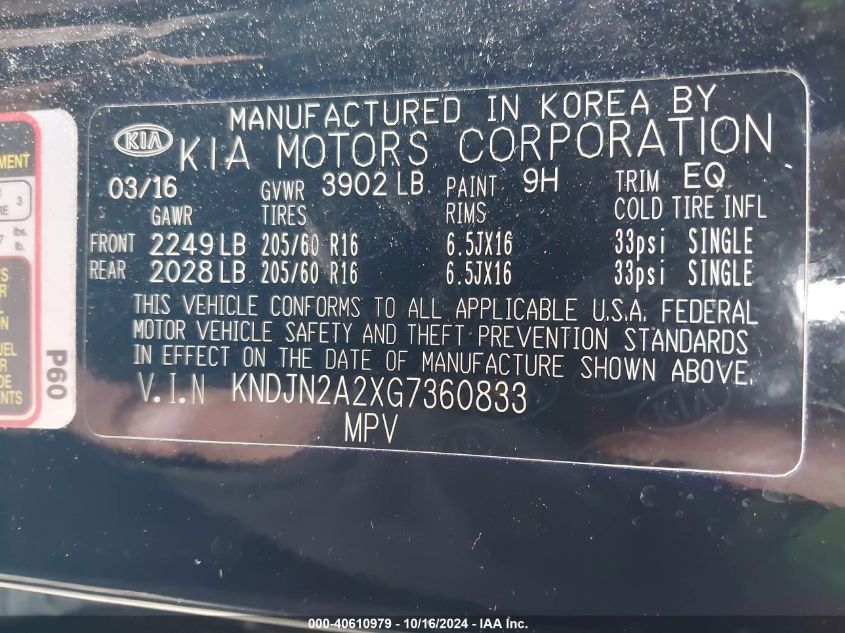 MANUFACTURED IN KOREA BY
KIA KIA MOTORS CORPORATION
03/16 GVWR 3902 LB PAINT 9H TRIM EQ
GAWR TIRES RIMS COLD TIRE INFL
FRONT 2249 LB 205/60 R16 6.5JX16 33psi SINGLE
REAR 2028 LB 205/60 R16 6.5JX16 33psi SINGLE
THIS VEHICLE CONFORMS TO ALL APPLICABLE U.S.A. FEDERAL
MOTOR VEHICLE SAFETY AND THEFT PREVENTION STANDARDS
IN EFFECT ON THE DATE OF MANUFACTURE SHOWN ABOVE.
V.I.N KNDJN2A2XG7360833
MPV
P60
3
lbs.
lb.
000-40610979 - 10/16/2024 - IAA Inc.